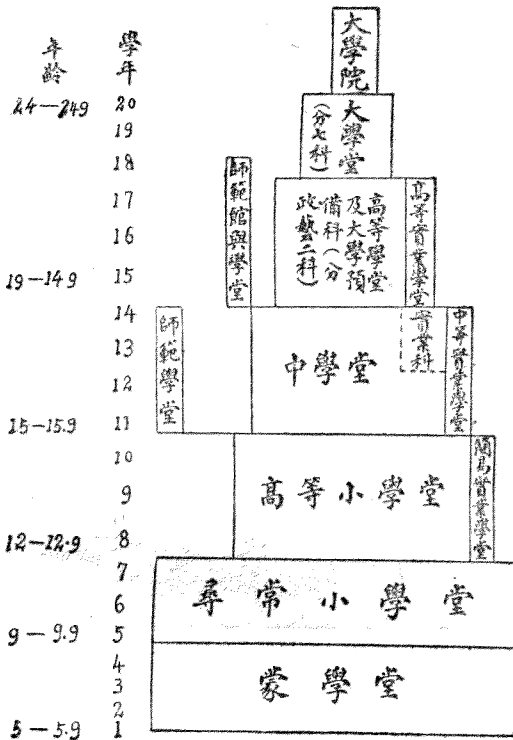 年齡
學年
24—249
20
19
18
17
16
19—149
15
14
13
12
15—15.9
11
10
9
12—12.9
8
7
6
9—9.9
5
4
3
2
5—5.9
1
大學院
大學堂
(分七科)
師範館與學堂
高等學堂
及大學預
備科(分
政藝二科)
高等實業學堂
師範學堂
中學堂
實業科
中等實業學堂
高等小學堂
簡易實業學堂
尋常小學堂
蒙學堂